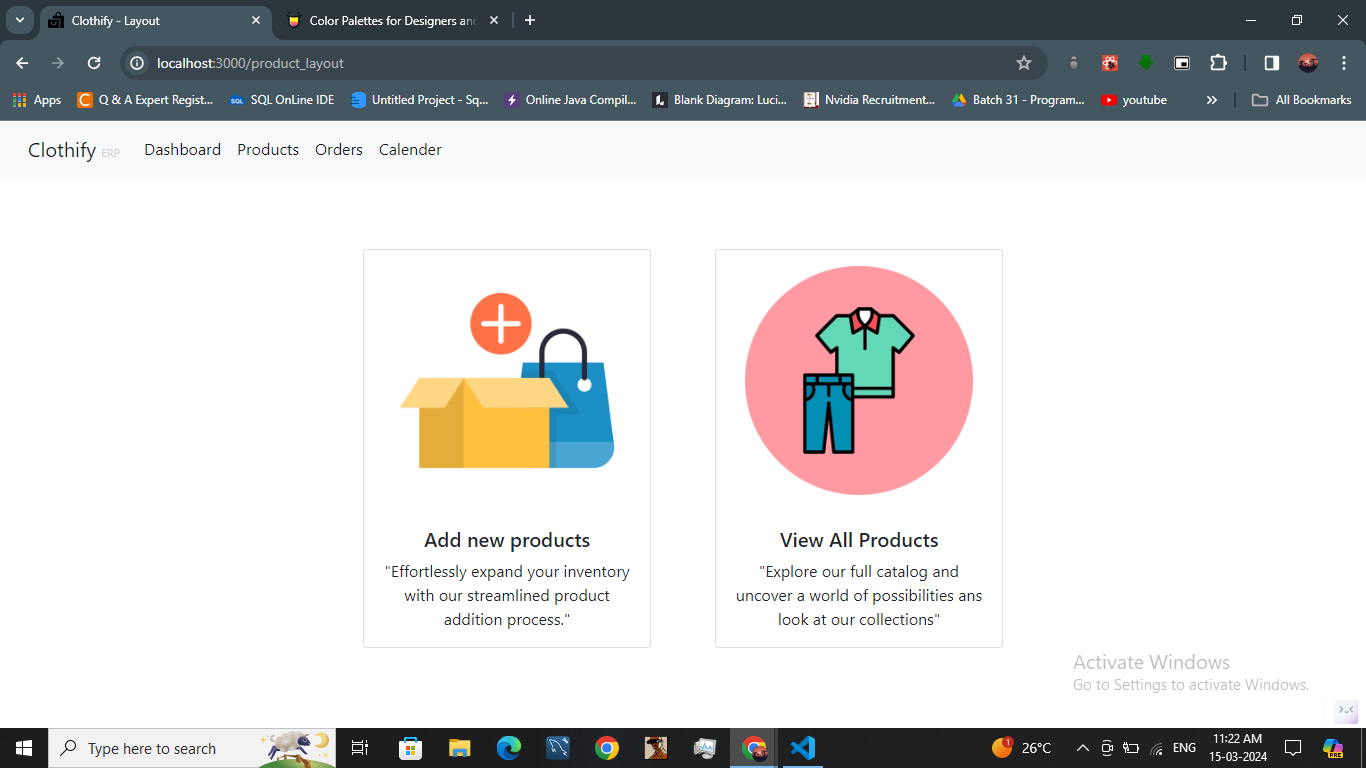 Clothify - Layout
Color Palettes for Designers an
localhost:3000/product_layout
Apps
Q & A Expert Regist...
SQL OnLine IDE
Untitled Project - Sq...
Online Java Compil...
Blank Diagram: Luci...
Nvidia Recruitment...
Batch 31 - Program...
youtube
All Bookmarks
Clothify ERP
Dashboard
Products
Orders
Calender
Add new products
"Effortlessly expand your inventory
with our streamlined product
addition process."
View All Products
"Explore our full catalog and
uncover a world of possibilities ans
look at our collections"
Activate Windows
Go to Settings to activate Windows.
Type here to search
1
26°C
ENG
11:22 AM
15-03-2024
PRE